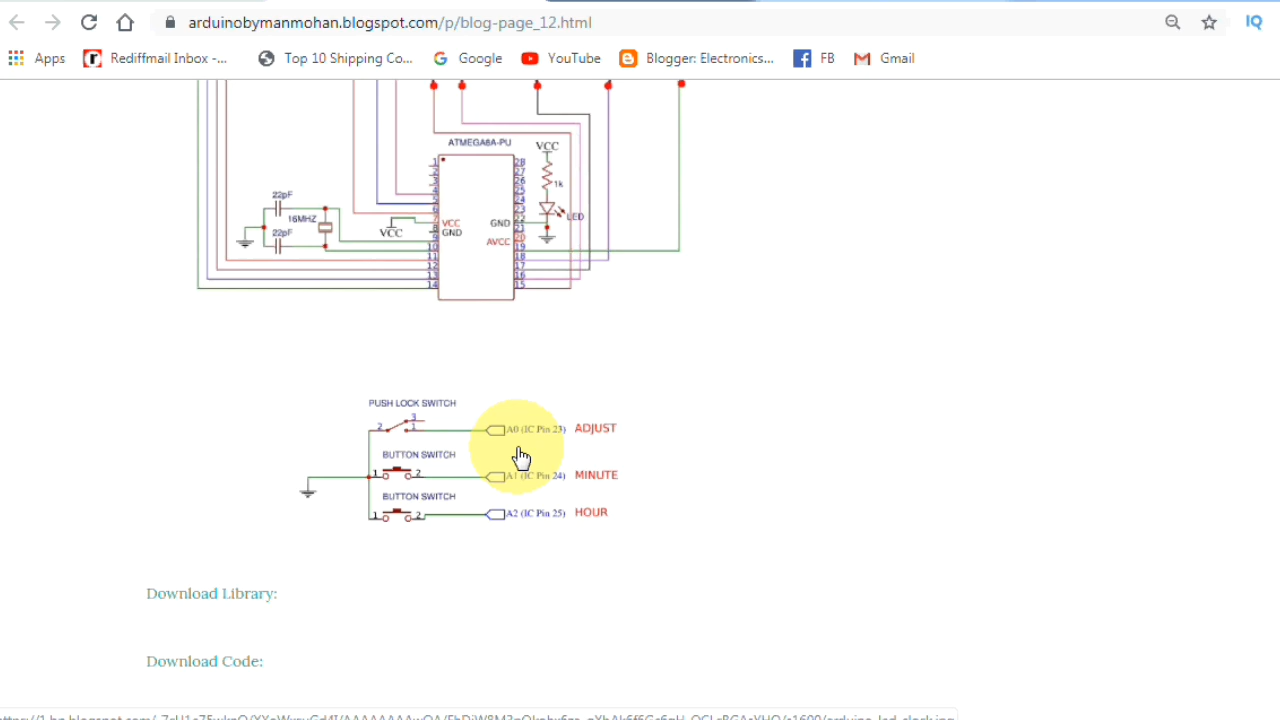 arduinobymanmohan.blogspot.com/p/blog-page_12.html
IQ
Apps Rediffmail Inbox -... Top 10 Shipping Co... Google YouTube Blogger: Electronics... FB Gmail
ATMEGA8A-PU
VCC
1 28
2 27
3 26
4 25
5 24
6 23
7 VCC GND 22
8 GND 21
9 AVCC 20
10 19
11 18
12 17
13 16
14 15
1k
LED
22pF
16MHZ
22pF
VCC
PUSH LOCK SWITCH
2 3 1 A0 (IC Pin 23) ADJUST
BUTTON SWITCH
1 2 A1 (IC Pin 24) MINUTE
BUTTON SWITCH
1 2 A2 (IC Pin 25) HOUR
Download Library:
Download Code: